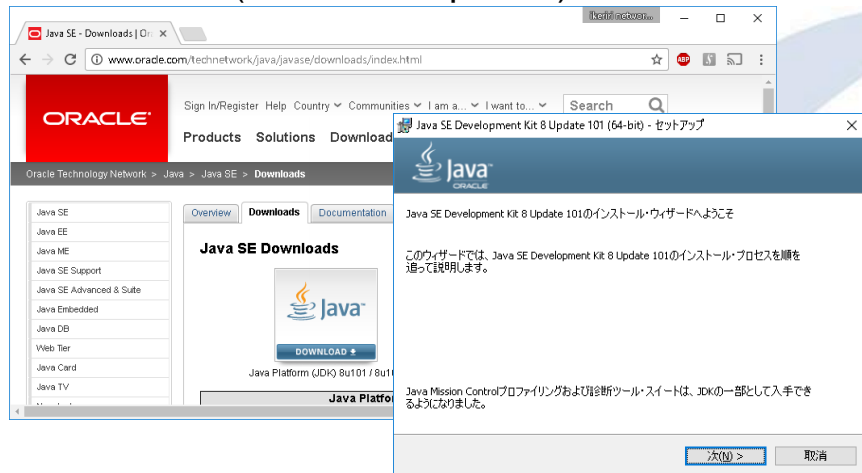 Java SE - Downloads | Or
www.oracle.com/technetwork/java/javase/downloads/index.html
ORACLE
Sign In/Register Help Country Communities I am a... I want to... Search
Products Solutions Download
Oracle Technology Network > Java > Java SE > Downloads
Java SE
Java EE
Java ME
Java SE Support
Java SE Advanced & Suite
Java Embedded
Java DB
Web Tier
Java Card
Java TV
Overview Downloads Documentation
Java SE Downloads
Java
DOWNLOAD
Java Platform (JDK) 8u101 / 8u1
Java Platfo
Java SE Development Kit 8 Update 101 (64-bit) - セットアップ
Java
ORACLE
Java SE Development Kit 8 Update 101のインストール・ウィザードへようこそ
このウィザードでは、Java SE Development Kit 8 Update 101のインストール・プロセスを順を
追って説明します。
Java Mission Controlプロファイリングおよび診断ツール・スイートは、JDKの一部として入手でき
るようになりました。
次(N) > 取消